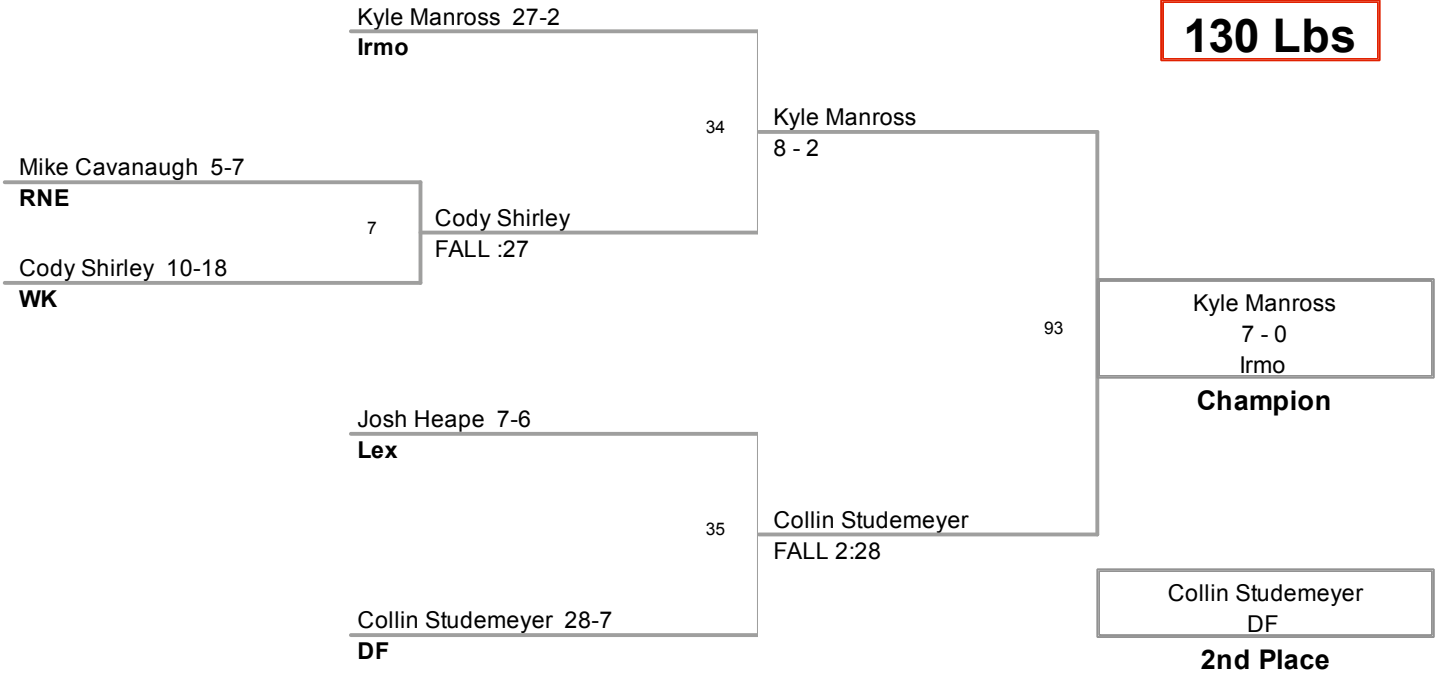 Kyle Manross 27-2
Irmo
130 Lbs
34
Kyle Manross
8 - 2
Mike Cavanaugh 5-7
RNE
7
Cody Shirley
FALL :27
Cody Shirley 10-18
WK
93
Kyle Manross
7 - 0
Irmo
Champion
Josh Heape 7-6
Lex
35
Collin Studemeyer
FALL 2:28
Collin Studemeyer 28-7
DF
Collin Studemeyer
DF
2nd Place